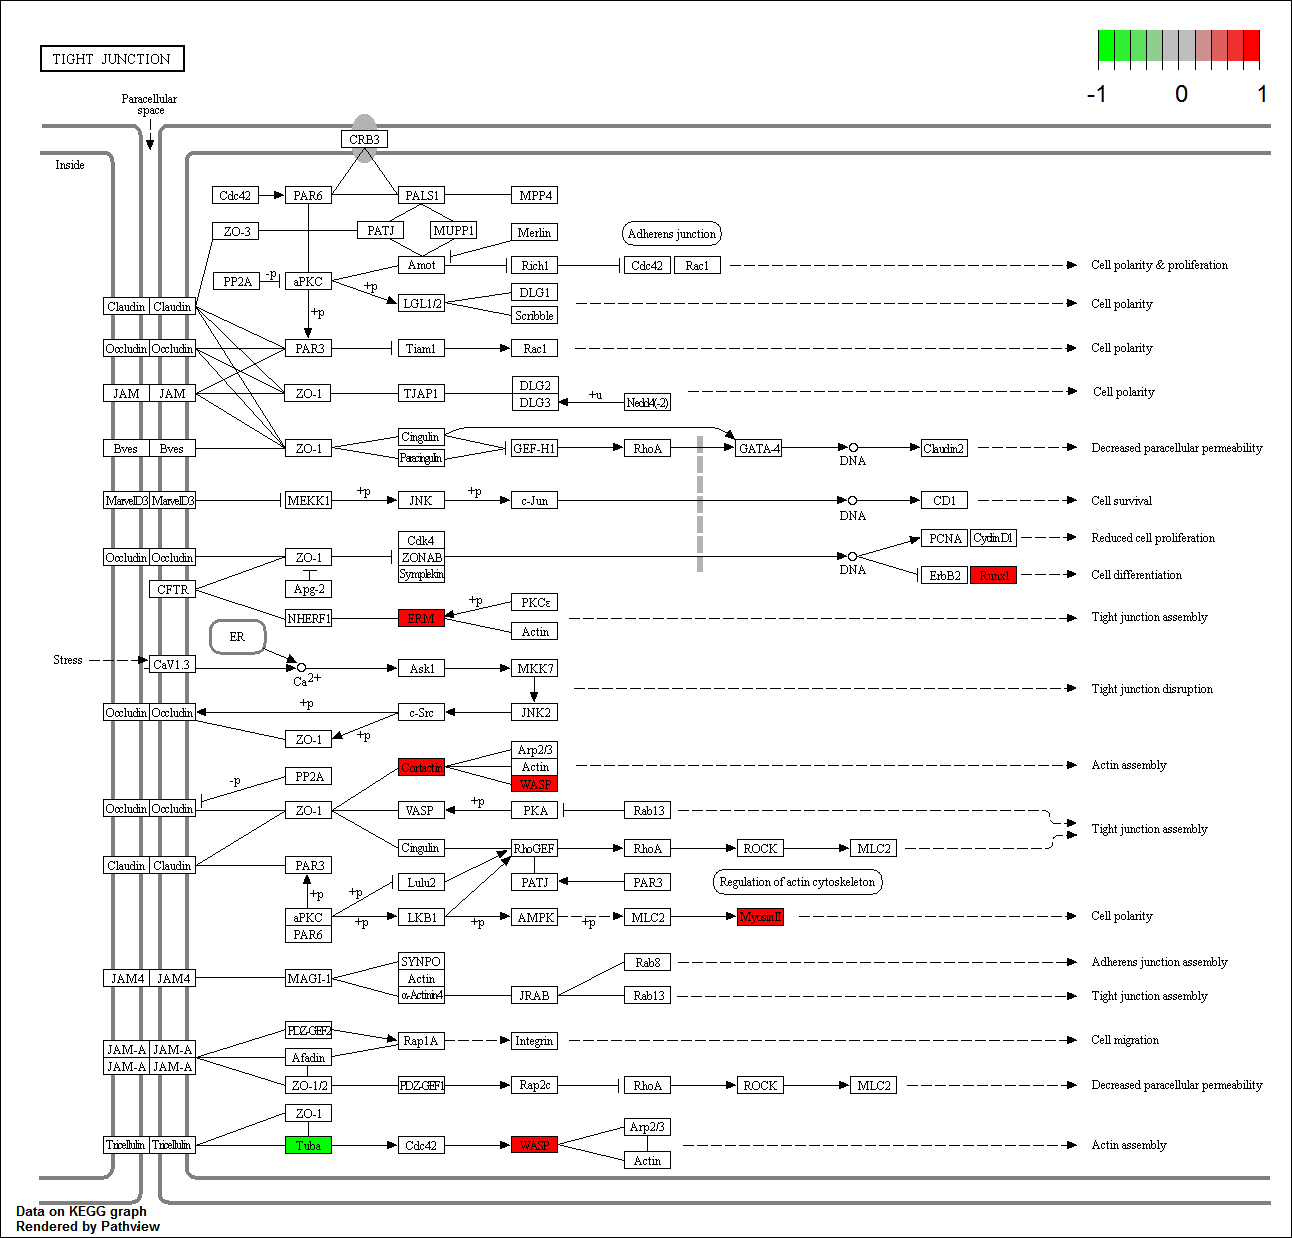 TIGHT JUNCTION
-1 0 1
Paracellular
space
Inside
CRB3
Cdc42 PAR6 PALS1 MPP4
ZO-3 PATJ MUPP1 Merlin Adherens junction
Amot Rich1 Cdc42 Rac1 Cell polarity & proliferation
PP2A -p aPKC +p
DLG1
Claudin Claudin LGL1/2 Cell polarity
+p Scribble
Occludin Occludin PAR3 Tiam1 Rac1 Cell polarity
JAM JAM ZO-1 TJAP1 DLG2 Cell polarity
DLG3 +u Nedd4(-2)
Cingulin
Bves Bves ZO-1 GEF-H1 RhoA GATA-4 Claudin2 Decreased paracellular permeability
Paracingulin DNA
MarvelD3 MarvelD3 MEKK1 +p JNK +p c-Jun CD1 Cell survival
DNA
Cdk4 PCNA CyclinD1 Reduced cell proliferation
Occludin Occludin ZO-1 ZONAB
Symplekin DNA ErbB2 Runx1 Cell differentiation
CFTR Apg-2
+p PKCε
NHERF1 ERM Tight junction assembly
Actin
ER
Stress CaV1.3 Ca2+ Ask1 MKK7
Tight junction disruption
Occludin Occludin +p c-Src JNK2
ZO-1 +p
Arp2/3
Cortactin Actin Actin assembly
-p PP2A WASP
Occludin Occludin ZO-1 VASP +p PKA Rab13
Tight junction assembly
Cingulin RhoGEF RhoA ROCK MLC2
Claudin Claudin PAR3
+p +p Lulu2 PATJ PAR3 Regulation of actin cytoskeleton
aPKC +p LKB1 +p AMPK +p MLC2 MyosinII Cell polarity
PAR6
SYNPO Rab8 Adherens junction assembly
JAM4 JAM4 MAGI-1 Actin
α-Actinin4 JRAB Rab13 Tight junction assembly
PDZ-GEF2
JAM-A JAM-A Rap1A Integrin Cell migration
JAM-A JAM-A Afadin
ZO-1/2 PDZ-GEF1 Rap2c RhoA ROCK MLC2 Decreased paracellular permeability
ZO-1
Arp2/3
Tricellulin Tricellulin Tuba Cdc42 WASP Actin assembly
Actin
Data on KEGG graph
Rendered by Pathview